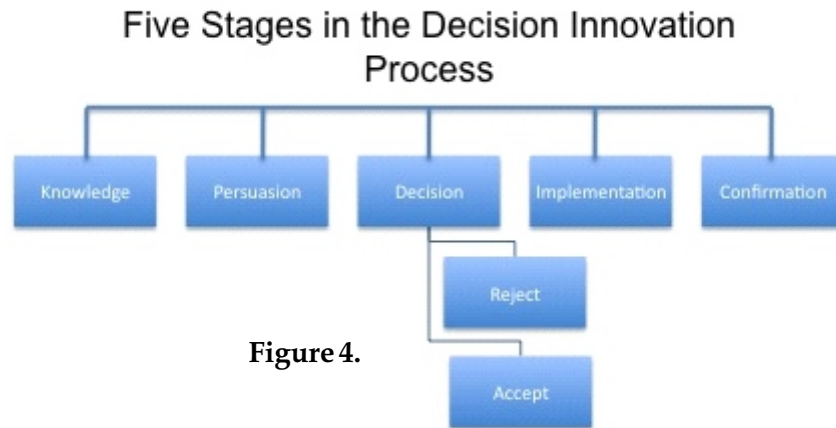 Five Stages in the Decision Innovation
Process
Knowledge
Persuasion
Decision
Implementation
Confirmation
Reject
Figure 4.
Accept